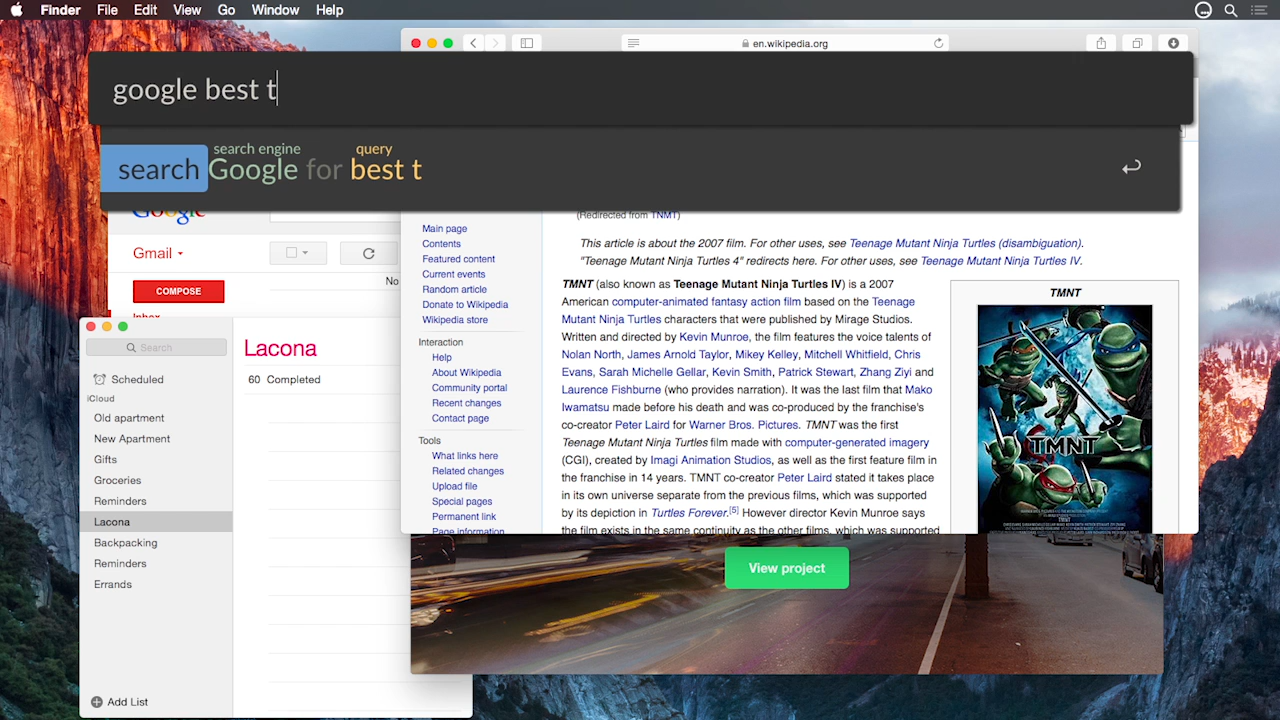 Finder File Edit View Go Window Help
en.wikipedia.org
google best t
search engine query
search Google for best t
Google
Gmail
No
COMPOSE
Inbox
Search
Scheduled
iCloud
Old apartment
New Apartment
Gifts
Groceries
Reminders
Lacona
Backpacking
Reminders
Errands
Add List
Lacona
60 Completed
Main page
Contents
Featured content
Current events
Random article
Donate to Wikipedia
Wikipedia store
Interaction
Help
About Wikipedia
Community portal
Recent changes
Contact page
Tools
What links here
Related changes
Upload file
Special pages
Permanent link
Page information
(Redirected from TNMT)
This article is about the 2007 film. For other uses, see Teenage Mutant Ninja Turtles (disambiguation).
"Teenage Mutant Ninja Turtles 4" redirects here. For other uses, see Teenage Mutant Ninja Turtles IV.
TMNT (also known as Teenage Mutant Ninja Turtles IV) is a 2007
American computer-animated fantasy action film based on the Teenage
Mutant Ninja Turtles characters that were published by Mirage Studios.
Written and directed by Kevin Munroe, the film features the voice talents of
Nolan North, James Arnold Taylor, Mikey Kelley, Mitchell Whitfield, Chris
Evans, Sarah Michelle Gellar, Kevin Smith, Patrick Stewart, Zhang Ziyi and
Laurence Fishburne (who provides narration). It was the last film that Mako
Iwamatsu made before his death and was co-produced by the franchise's
co-creator Peter Laird for Warner Bros. Pictures. TMNT was the first
Teenage Mutant Ninja Turtles film made with computer-generated imagery
(CGI), created by Imagi Animation Studios, as well as the first feature film in
the franchise in 14 years. TMNT co-creator Peter Laird stated it takes place
in its own universe separate from the previous films, which was supported
by its depiction in Turtles Forever.[5] However director Kevin Munroe says
the film exists in the same continuity as the other films, which was supported
TMNT
TMNT
View project